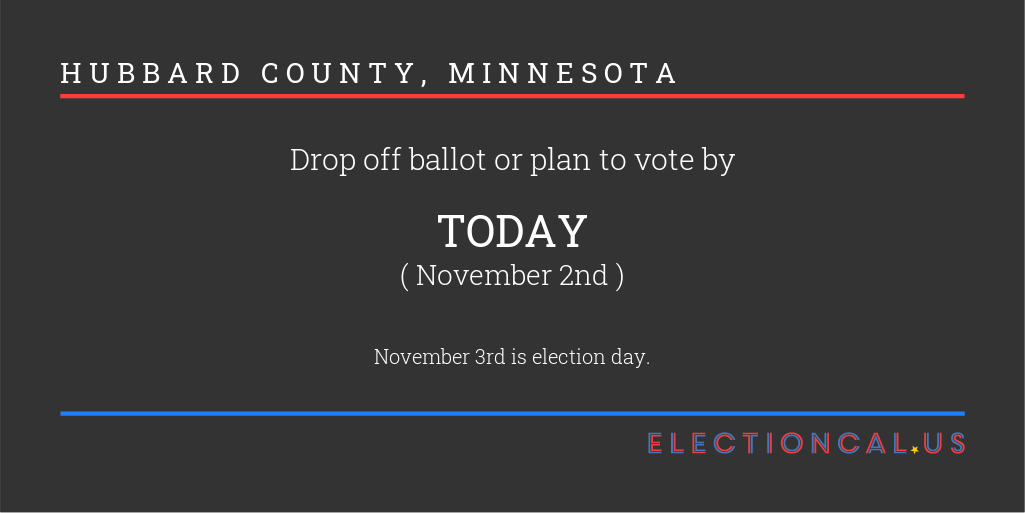 HUBBARD COUNTY, MINNESOTA
Drop off ballot or plan to vote by
TODAY
( November 2nd )
November 3rd is election day.
ELECTIONCAL.US